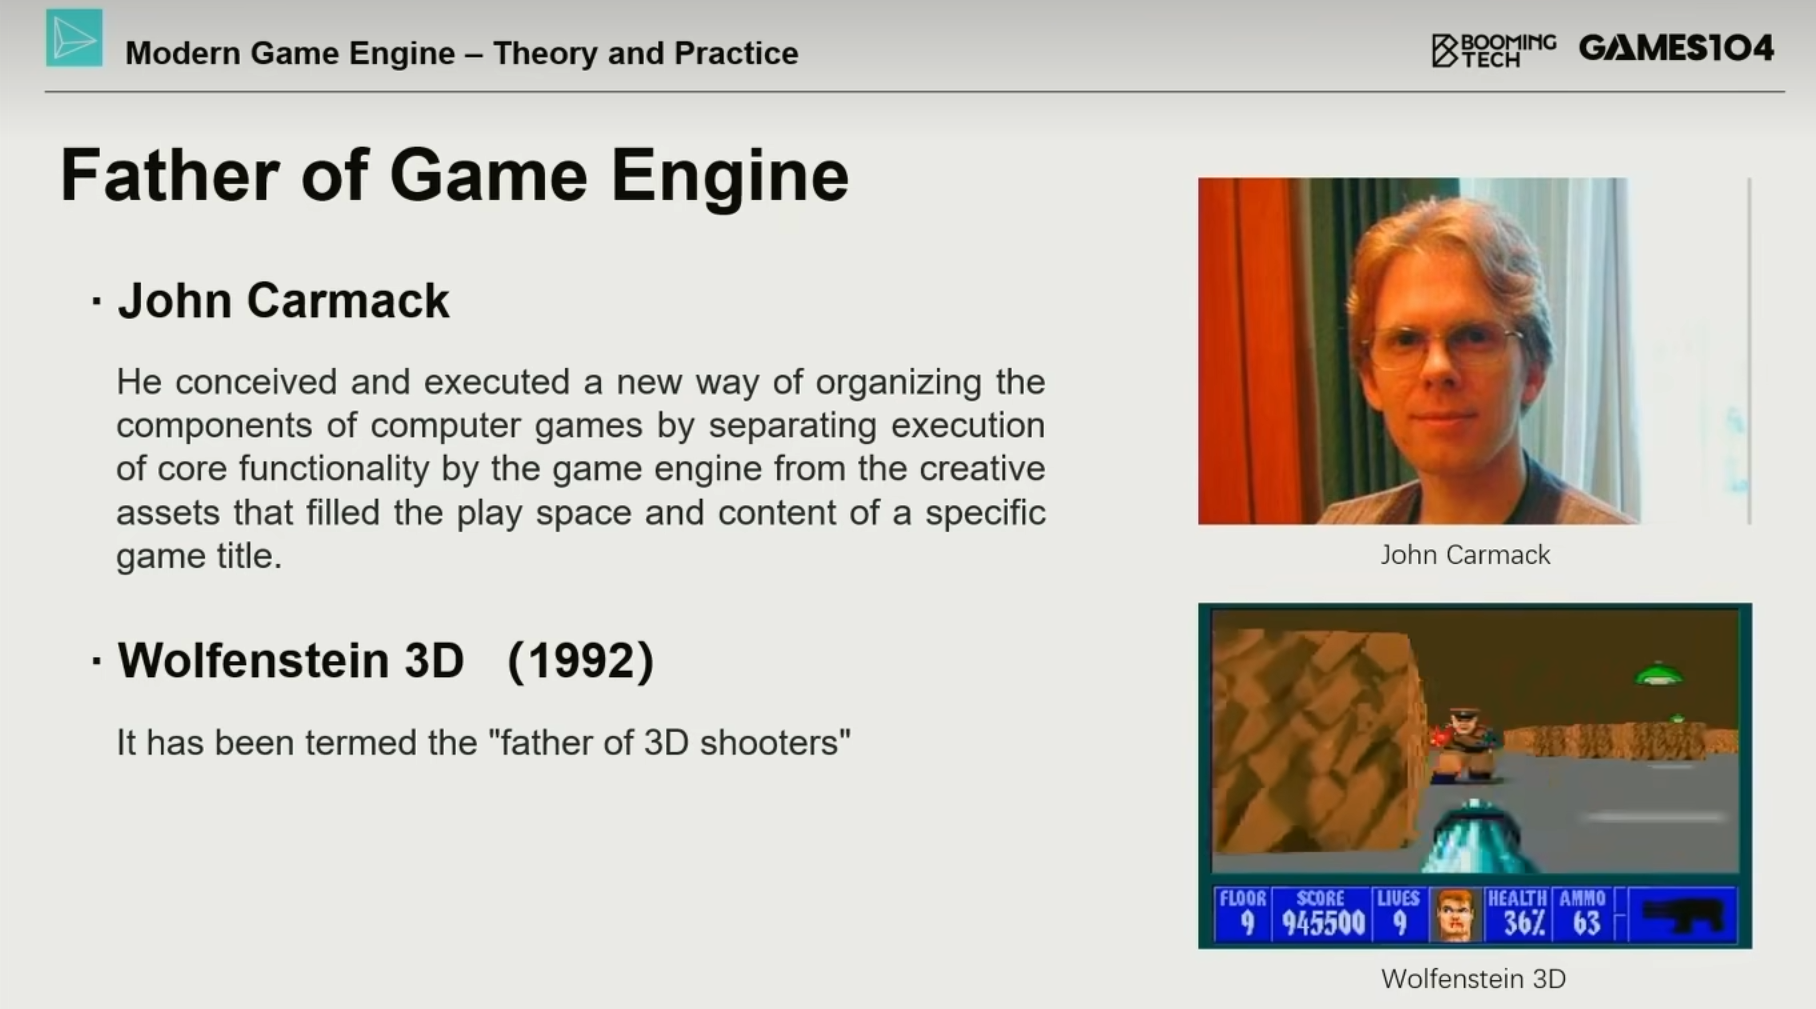 Modern Game Engine – Theory and Practice
BOOMING
TECH
GAMES104
Father of Game Engine
· John Carmack
He conceived and executed a new way of organizing the
components of computer games by separating execution
of core functionality by the game engine from the creative
assets that filled the play space and content of a specific
game title.
· Wolfenstein 3D （1992）
It has been termed the "father of 3D shooters"
John Carmack
FLOOR SCORE LIVES HEALTH AMMO
9 945500 9 36% 63
Wolfenstein 3D